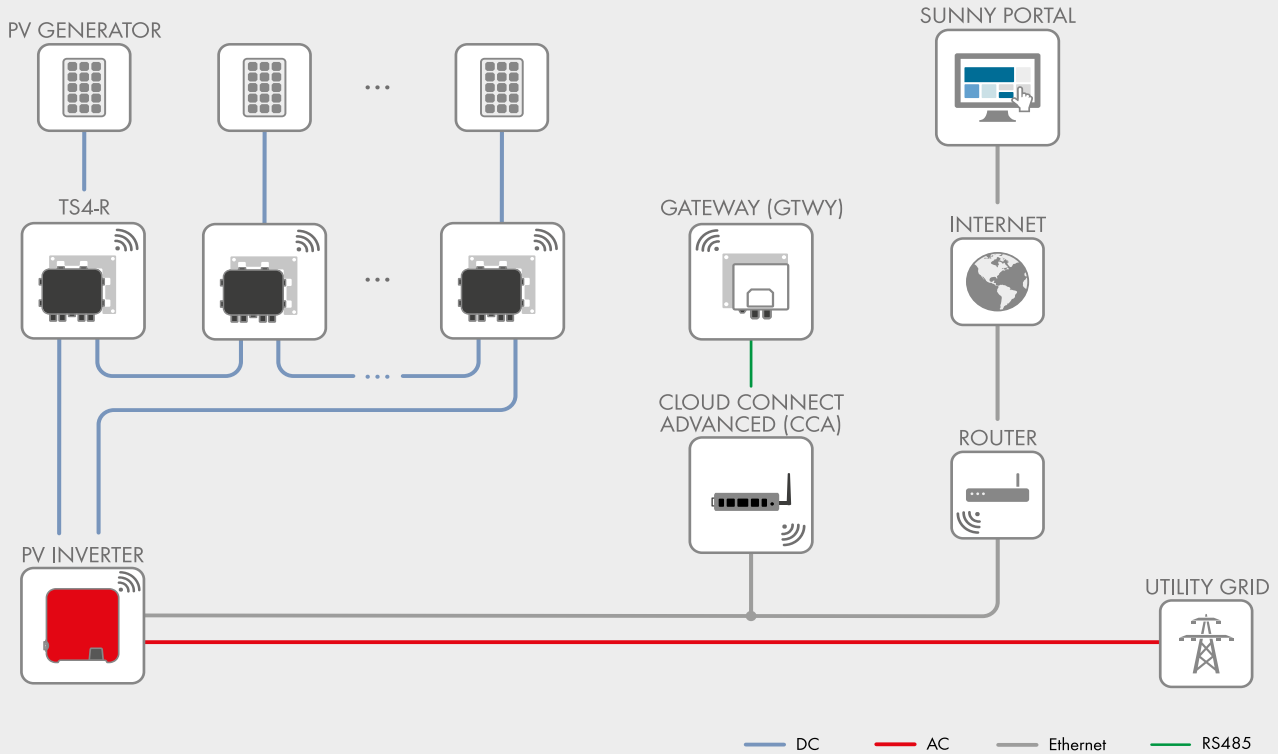 PV GENERATOR
SUNNY PORTAL
...
TS4-R
GATEWAY (GTWY)
INTERNET
...
...
CLOUD CONNECT
ADVANCED (CCA)
ROUTER
PV INVERTER
UTILITY GRID
DC
AC
Ethernet
RS485